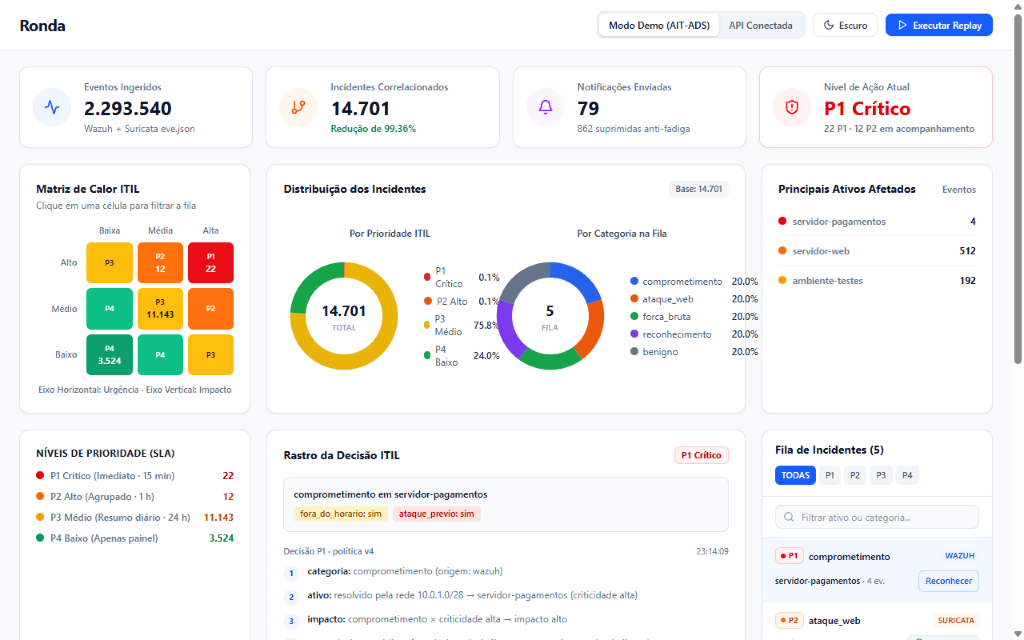 Ronda
Modo Demo (AIT-ADS)
API Conectada
Escuro
Executar Replay
Eventos Ingeridos
2.293.540
Wazuh + Suricata eve.json
Incidentes Correlacionados
14.701
Redução de 99.36%
Notificações Enviadas
79
862 suprimidas anti-fadiga
Nível de Ação Atual
P1 Crítico
22 P1 · 12 P2 em acompanhamento
Matriz de Calor ITIL
Clique em uma célula para filtrar a fila
Baixa Média Alta
Alto
P3
P2
12
P1
22
Médio
P4
P3
11.143
P2
Baixo
P4
3.524
P4
P3
Eixo Horizontal: Urgência · Eixo Vertical: Impacto
Distribuição dos Incidentes
Base: 14.701
Por Prioridade ITIL
14.701
TOTAL
P1 Crítico 0.1%
P2 Alto 0.1%
P3 Médio 75.8%
P4 Baixo 24.0%
Por Categoria na Fila
5
FILA
comprometimento 20.0%
ataque_web 20.0%
forca_bruta 20.0%
reconhecimento 20.0%
benigno 20.0%
Principais Ativos Afetados
Eventos
servidor-pagamentos 4
servidor-web 512
ambiente-testes 192
NÍVEIS DE PRIORIDADE (SLA)
P1 Crítico (Imediato · 15 min) 22
P2 Alto (Agrupado · 1 h) 12
P3 Médio (Resumo diário · 24 h) 11.143
P4 Baixo (Apenas painel) 3.524
Rastro da Decisão ITIL
P1 Crítico
comprometimento em servidor-pagamentos
fora_do_horario: sim
ataque_previo: sim
Decisão P1 · política v4
23:14:09
1 categoria: comprometimento (origem: wazuh)
2 ativo: resolvido pela rede 10.0.1.0/28 → servidor-pagamentos (criticidade alta)
3 impacto: comprometimento × criticidade alta → impacto alto
Fila de Incidentes (5)
TODAS P1 P2 P3 P4
Filtrar ativo ou categoria...
P1 comprometimento WAZUH
servidor-pagamentos · 4 ev.
Reconhecer
P2 ataque_web SURICATA